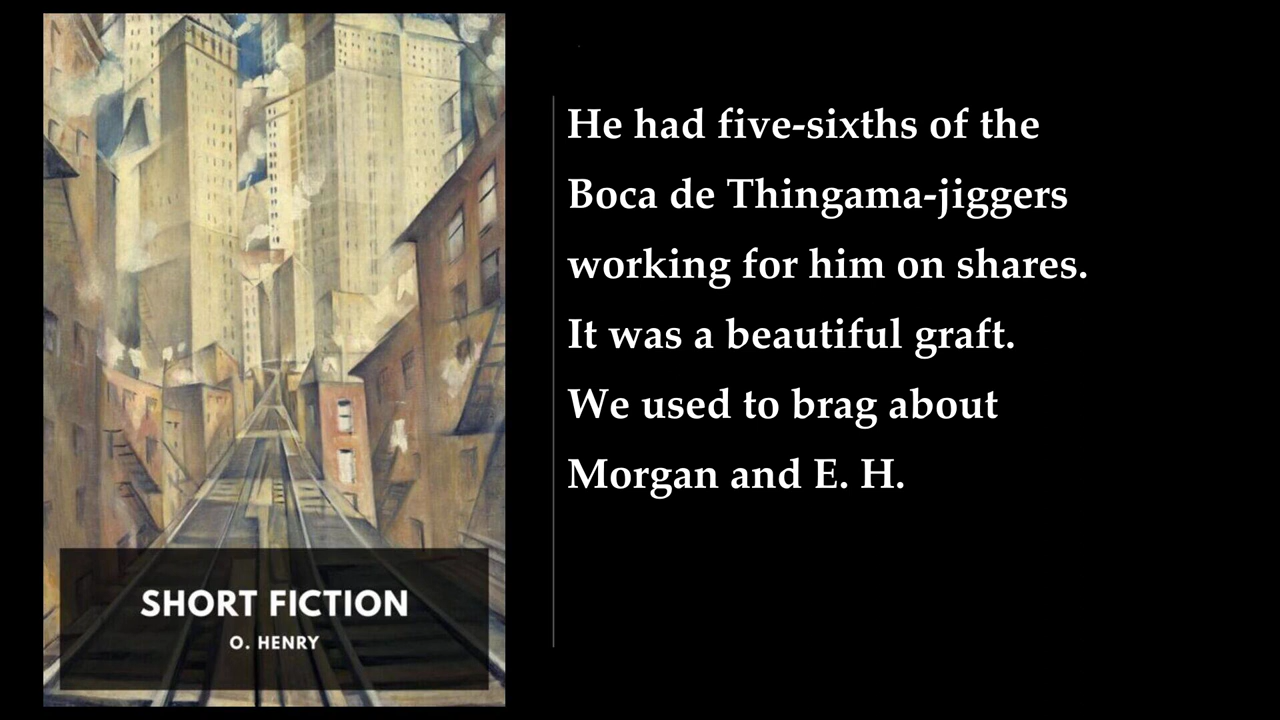 He had five-sixths of the
Boca de Thingama-jiggers
working for him on shares.
It was a beautiful graft.
We used to brag about
Morgan and E. H.
SHORT FICTION
O. HENRY